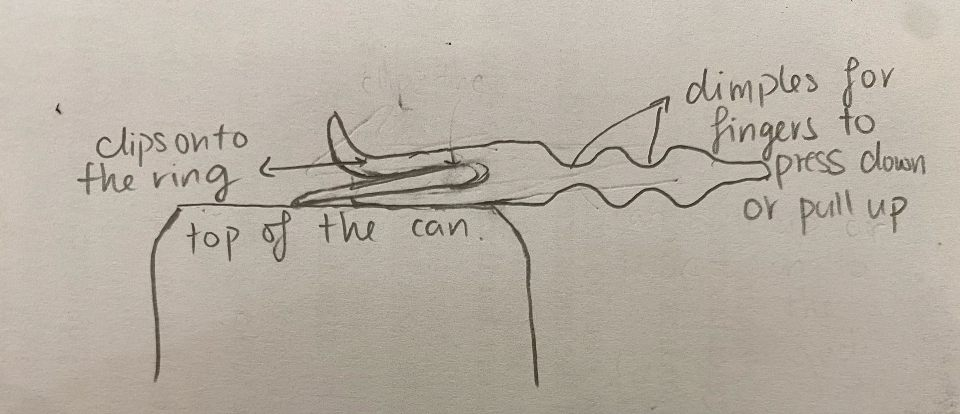 clips onto
the ring
dimples for
fingers to
press down
or pull up
top of the can.